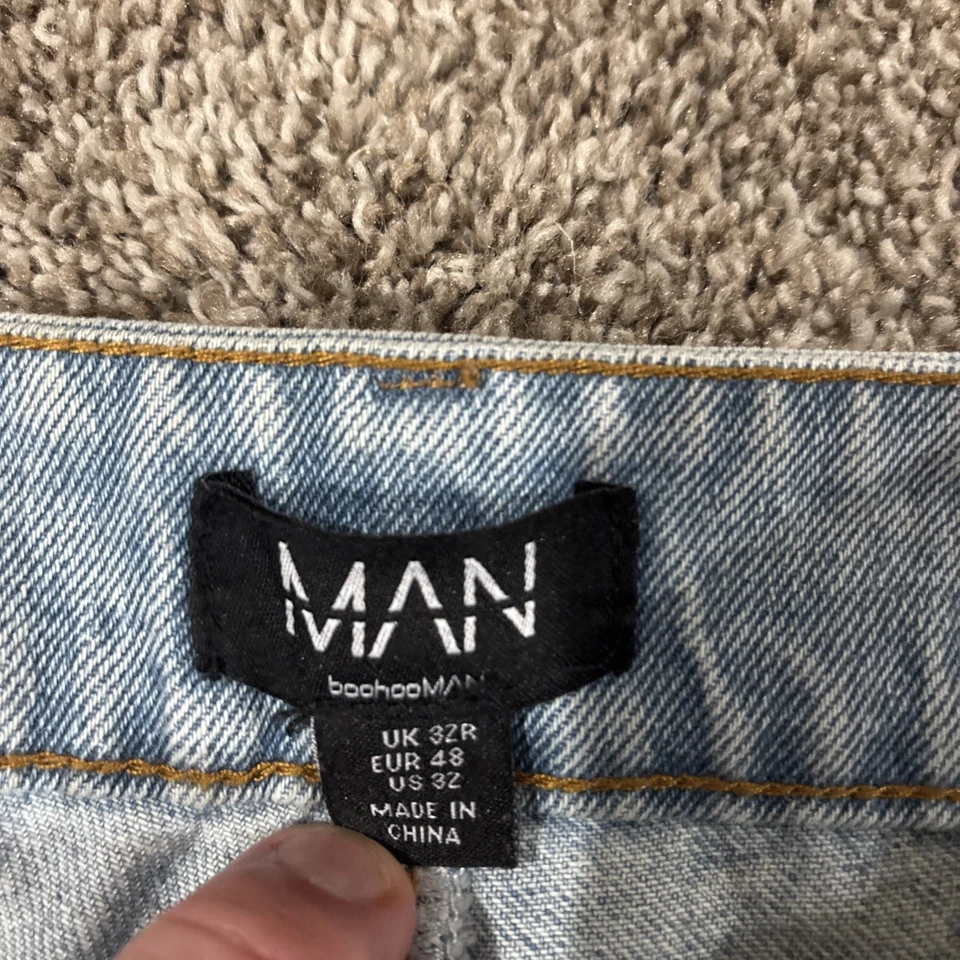 MAN
boohooMAN
UK 32R
EUR 48
US 32
MADE IN
CHINA